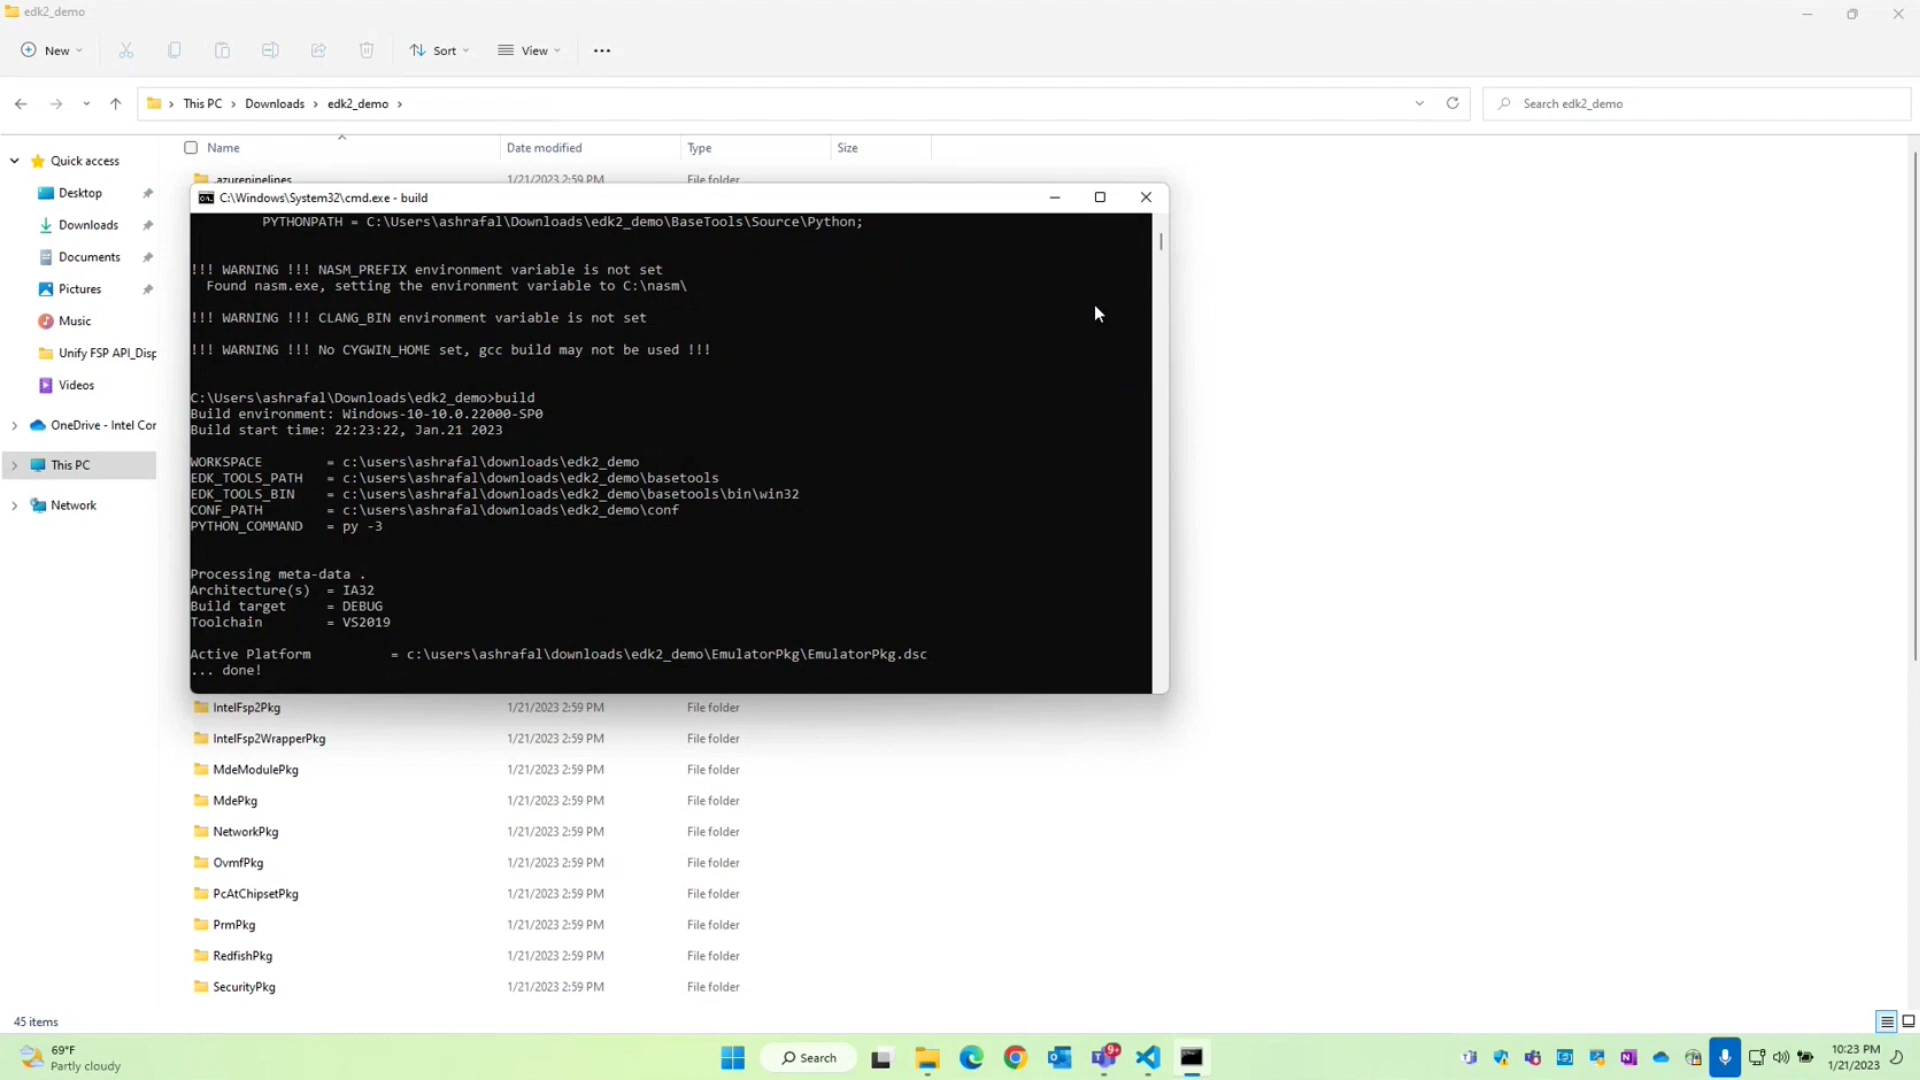 edk2_demo
New
Sort
View
This PC
Downloads
edk2_demo
Search edk2_demo
Name
Date modified
Type
Size
Quick access
.azurepipelines
1/21/2023 2:59 PM
File folder
Desktop
Downloads
Documents
Pictures
Music
Unify FSP API_Disp
Videos
OneDrive - Intel Cor
This PC
Network
C:\Windows\System32\cmd.exe - build
PYTHONPATH = C:\Users\ashrafal\Downloads\edk2_demo\BaseTools\Source\Python;
!!! WARNING !!! NASM_PREFIX environment variable is not set
Found nasm.exe, setting the environment variable to C:\nasm\
!!! WARNING !!! CLANG_BIN environment variable is not set
!!! WARNING !!! No CYGWIN_HOME set, gcc build may not be used !!!
C:\Users\ashrafal\Downloads\edk2_demo>build
Build environment: Windows-10-10.0.22000-SP0
Build start time: 22:23:22, Jan.21 2023
WORKSPACE = c:\users\ashrafal\downloads\edk2_demo
EDK_TOOLS_PATH = c:\users\ashrafal\downloads\edk2_demo\basetools
EDK_TOOLS_BIN = c:\users\ashrafal\downloads\edk2_demo\basetools\bin\win32
CONF_PATH = c:\users\ashrafal\downloads\edk2_demo\conf
PYTHON_COMMAND = py -3
Processing meta-data .
Architecture(s) = IA32
Build target = DEBUG
Toolchain = VS2019
Active Platform = c:\users\ashrafal\downloads\edk2_demo\EmulatorPkg\EmulatorPkg.dsc
... done!
IntelFsp2Pkg 1/21/2023 2:59 PM File folder
IntelFsp2WrapperPkg 1/21/2023 2:59 PM File folder
MdeModulePkg 1/21/2023 2:59 PM File folder
MdePkg 1/21/2023 2:59 PM File folder
NetworkPkg 1/21/2023 2:59 PM File folder
OvmfPkg 1/21/2023 2:59 PM File folder
PcAtChipsetPkg 1/21/2023 2:59 PM File folder
PrmPkg 1/21/2023 2:59 PM File folder
RedfishPkg 1/21/2023 2:59 PM File folder
SecurityPkg 1/21/2023 2:59 PM File folder
45 items
69°F
Partly cloudy
Search
9+
10:23 PM
1/21/2023